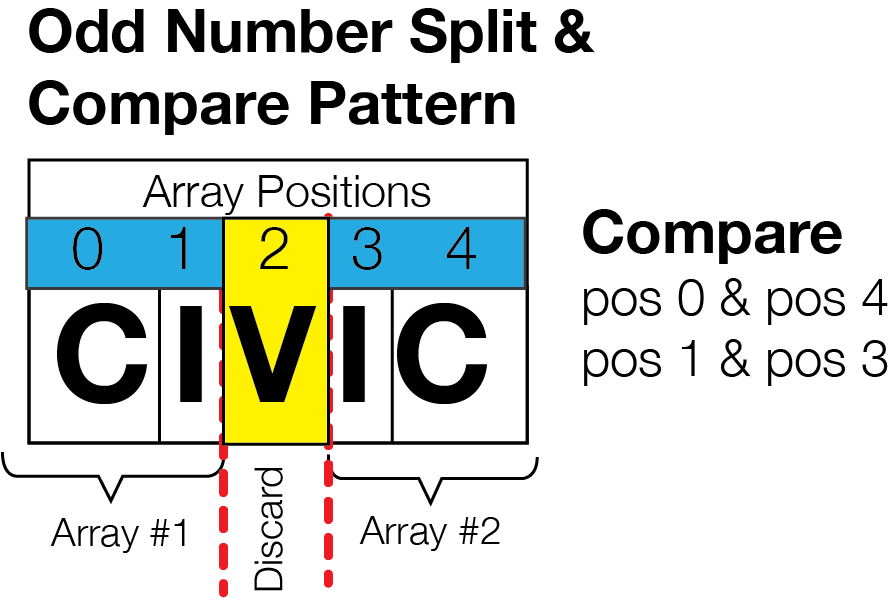 Odd Number Split &
Compare Pattern
Array Positions
0 1 2 3 4
CIVIC
Compare
pos 0 & pos 4
pos 1 & pos 3
Array #1
Discard
Array #2